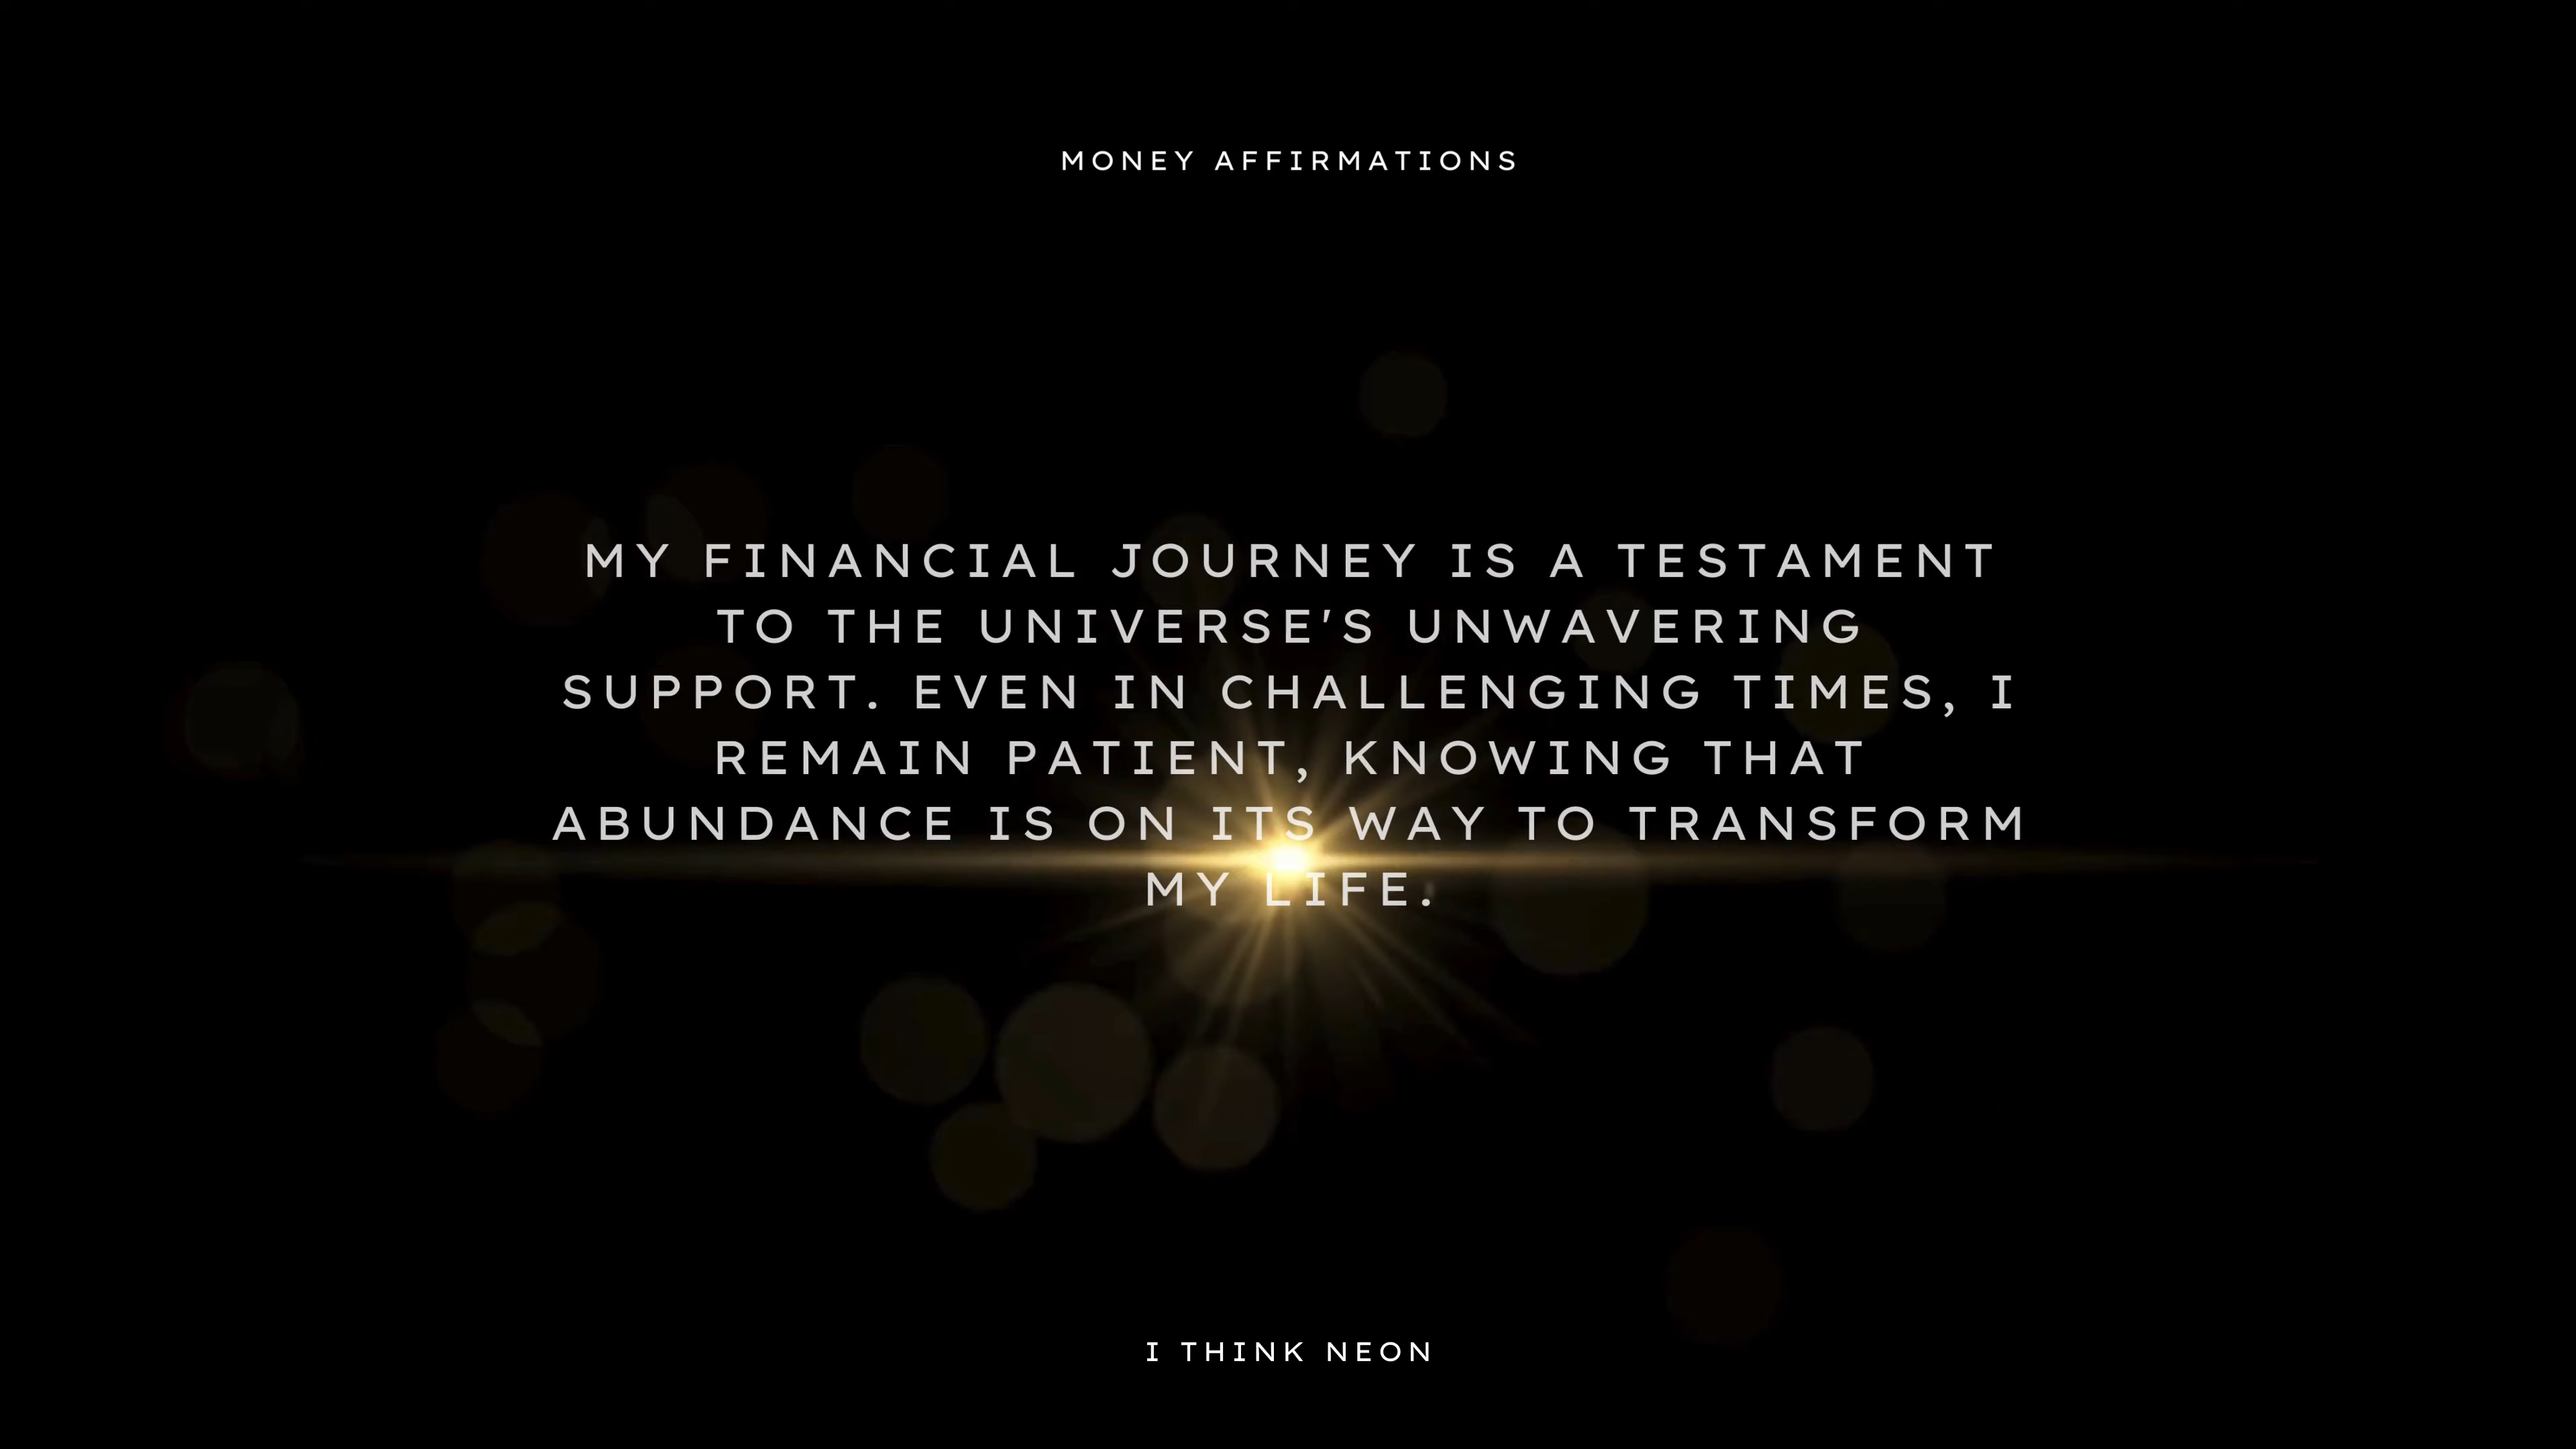 MONEY AFFIRMATIONS
MY FINANCIAL JOURNEY IS A TESTAMENT
TO THE UNIVERSE'S UNWAVERING
SUPPORT. EVEN IN CHALLENGING TIMES, I
REMAIN PATIENT, KNOWING THAT
ABUNDANCE IS ON ITS WAY TO TRANSFORM
MY LIFE.
I THINK NEON